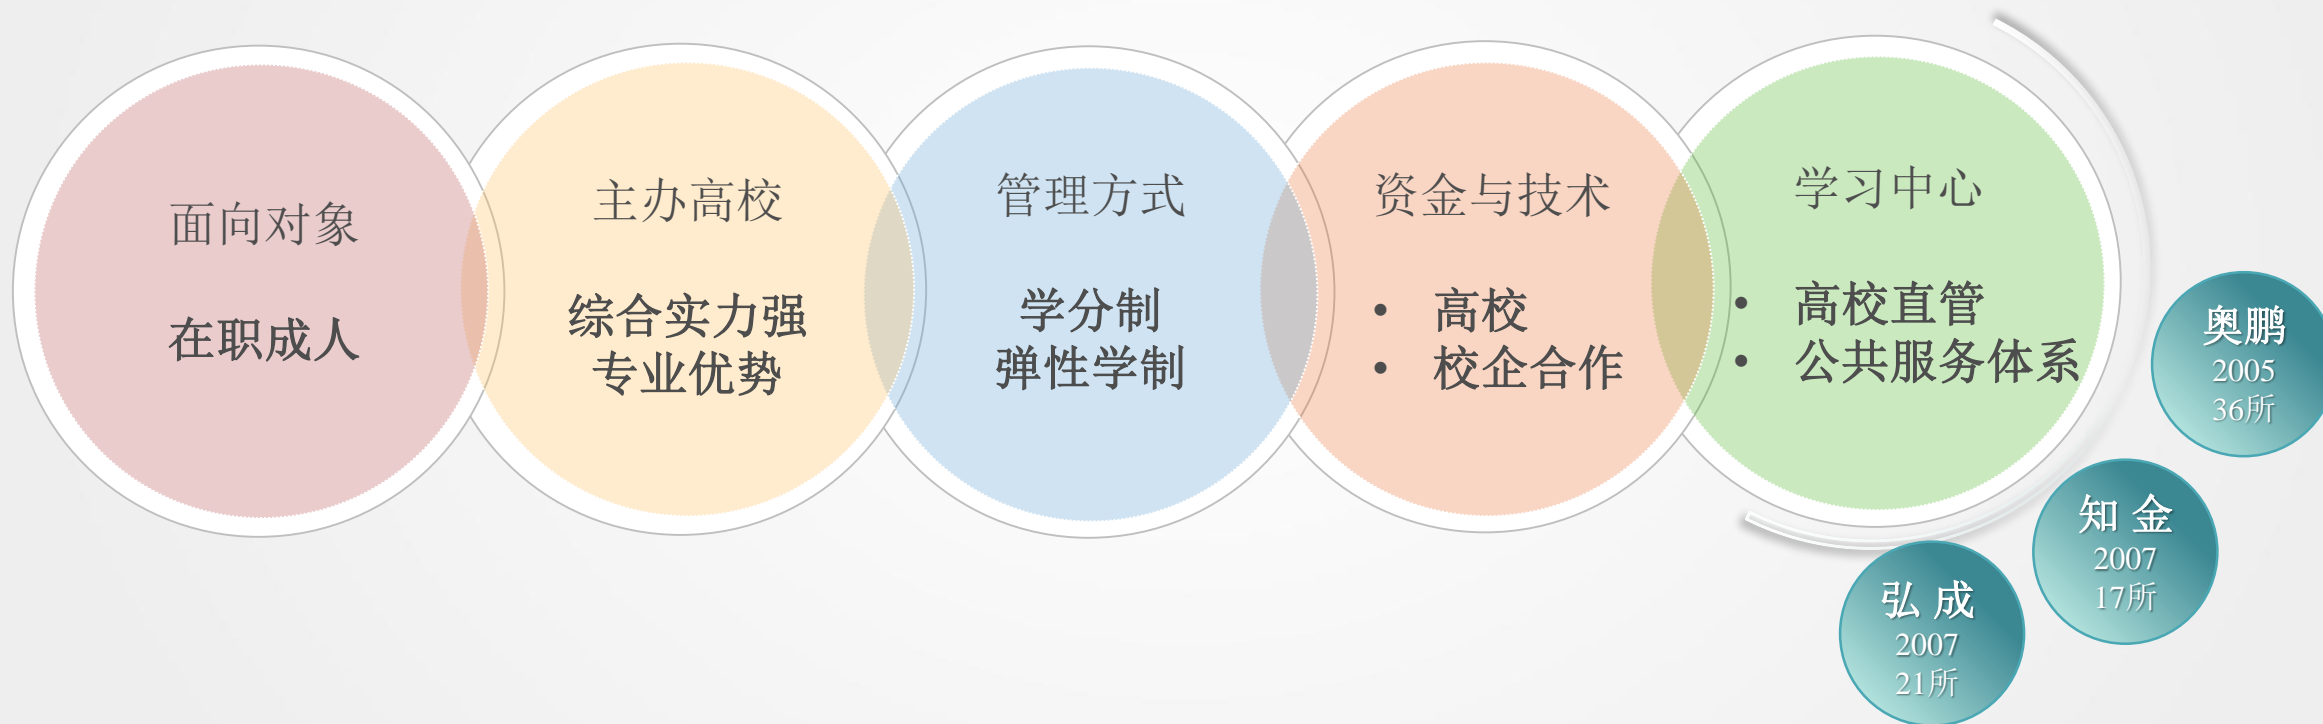 面向对象
在职成人
主办高校
综合实力强
专业优势
管理方式
学分制
弹性学制
资金与技术
• 高校
• 校企合作
学习中心
• 高校直管
• 公共服务体系
奥鹏
2005
36所
知金
2007
17所
弘成
2007
21所